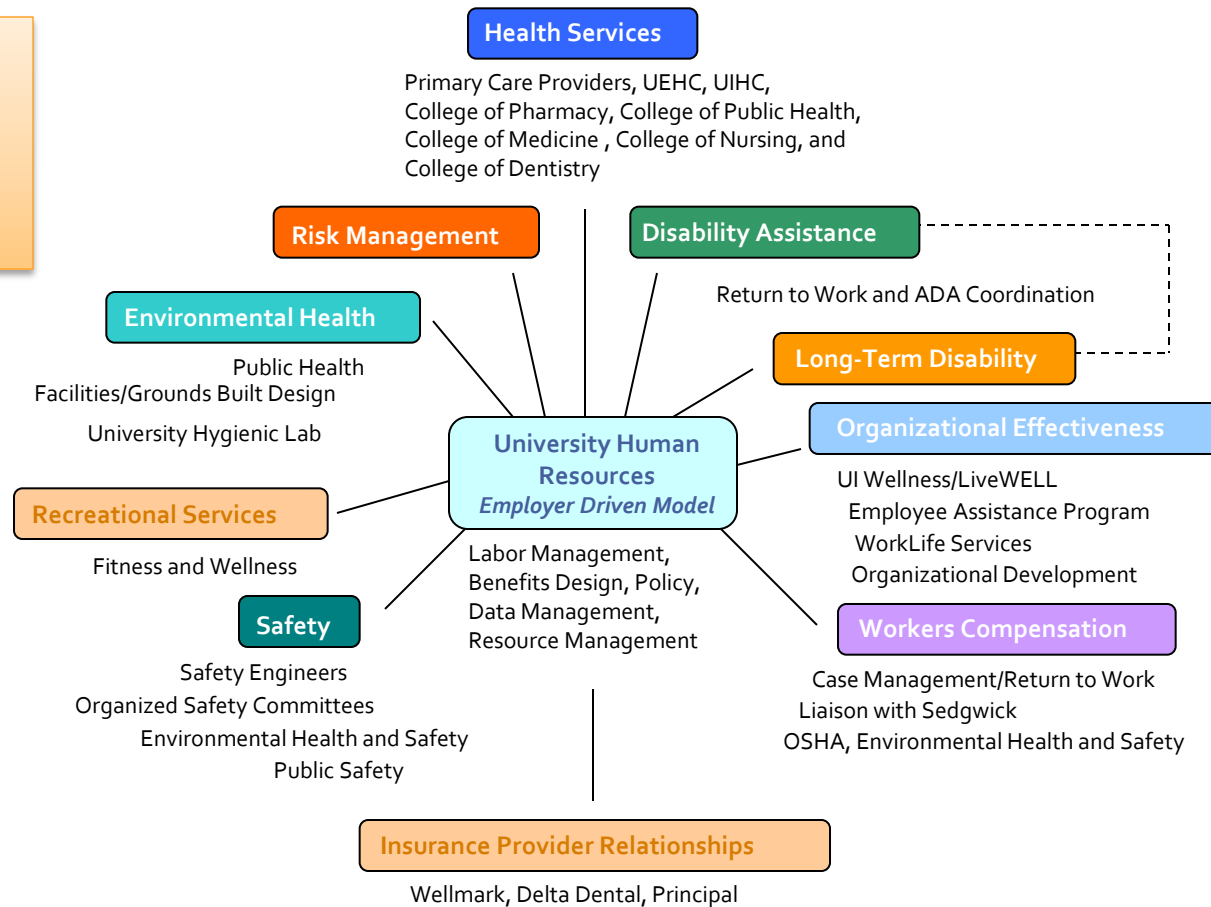 Health Services
Primary Care Providers, UEHC, UIHC,
College of Pharmacy, College of Public Health,
College of Medicine , College of Nursing, and
College of Dentistry
Risk Management
Disability Assistance
Return to Work and ADA Coordination
Environmental Health
Public Health
Facilities/Grounds Built Design
University Hygienic Lab
Long-Term Disability
University Human
Resources
Employer Driven Model
Labor Management,
Benefits Design, Policy,
Data Management,
Resource Management
Organizational Effectiveness
UI Wellness/LiveWELL
Employee Assistance Program
WorkLife Services
Organizational Development
Recreational Services
Fitness and Wellness
Safety
Safety Engineers
Organized Safety Committees
Environmental Health and Safety
Public Safety
Workers Compensation
Case Management/Return to Work
Liaison with Sedgwick
OSHA, Environmental Health and Safety
Insurance Provider Relationships
Wellmark, Delta Dental, Principal